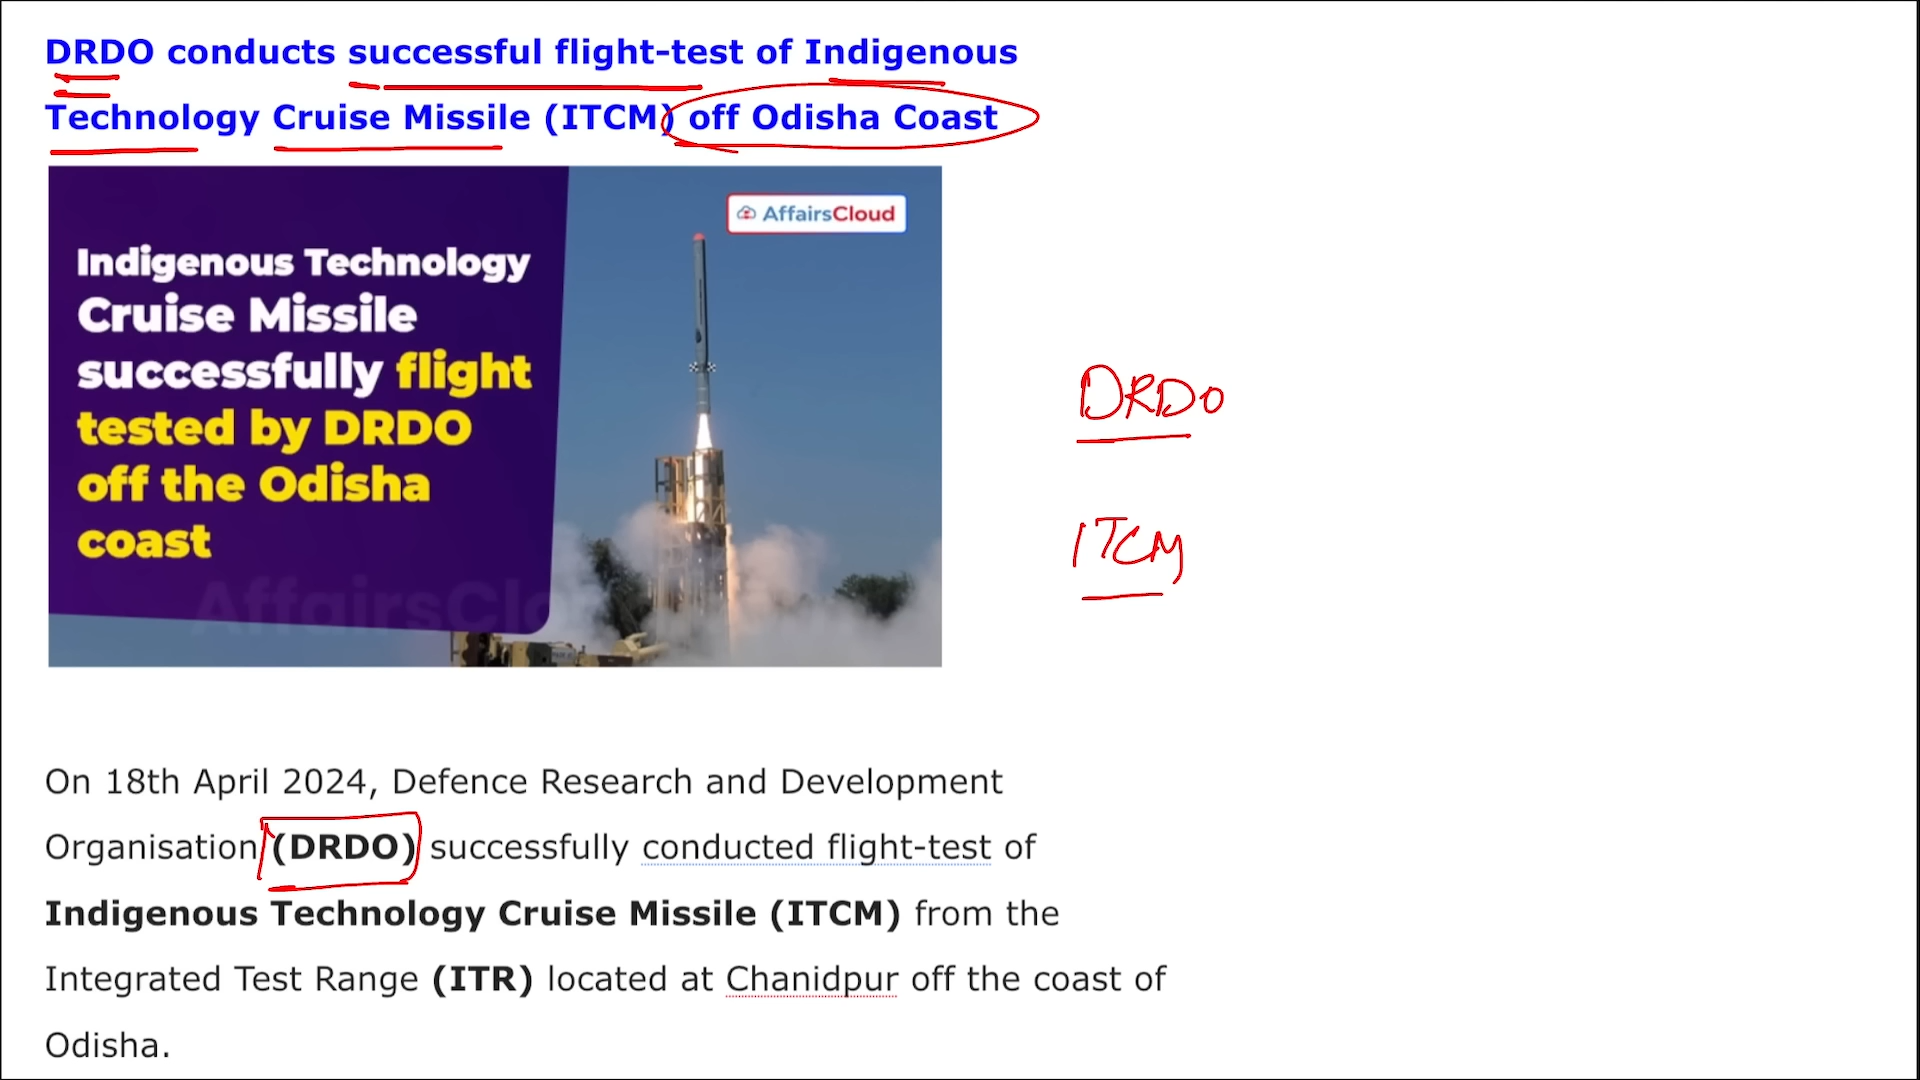 DRDO conducts successful flight-test of Indigenous
Technology Cruise Missile (ITCM) off Odisha Coast
AffairsCloud
Indigenous Technology
Cruise Missile
successfully flight
tested by DRDO
off the Odisha
coast
DRDO
ITCM
On 18th April 2024, Defence Research and Development
Organisation (DRDO) successfully conducted flight-test of
Indigenous Technology Cruise Missile (ITCM) from the
Integrated Test Range (ITR) located at Chanidpur off the coast of
Odisha.